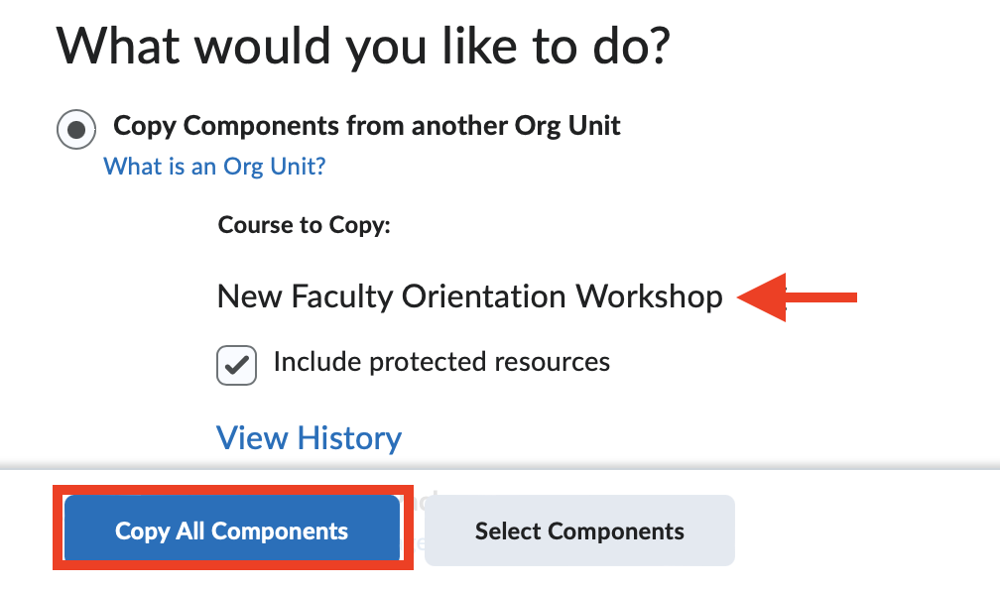 What would you like to do?
Copy Components from another Org Unit
What is an Org Unit?
Course to Copy:
New Faculty Orientation Workshop
Include protected resources
View History
Copy All Components
Select Components